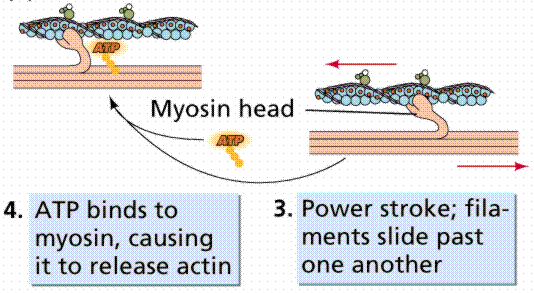 ATP
Myosin head
ATP
4. ATP binds to
myosin, causing
it to release actin
3. Power stroke; fila-
ments slide past
one another